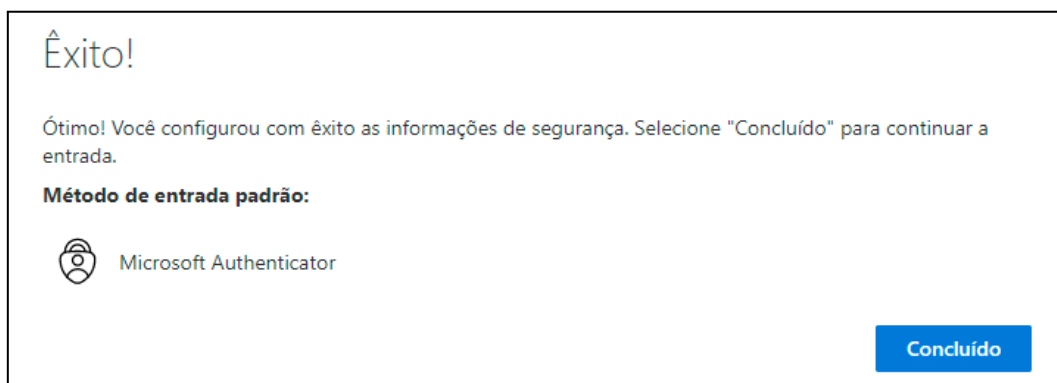 Êxito!
Ótimo! Você configurou com êxito as informações de segurança. Selecione "Concluído" para continuar a
entrada.
Método de entrada padrão:
Microsoft Authenticator
Concluído